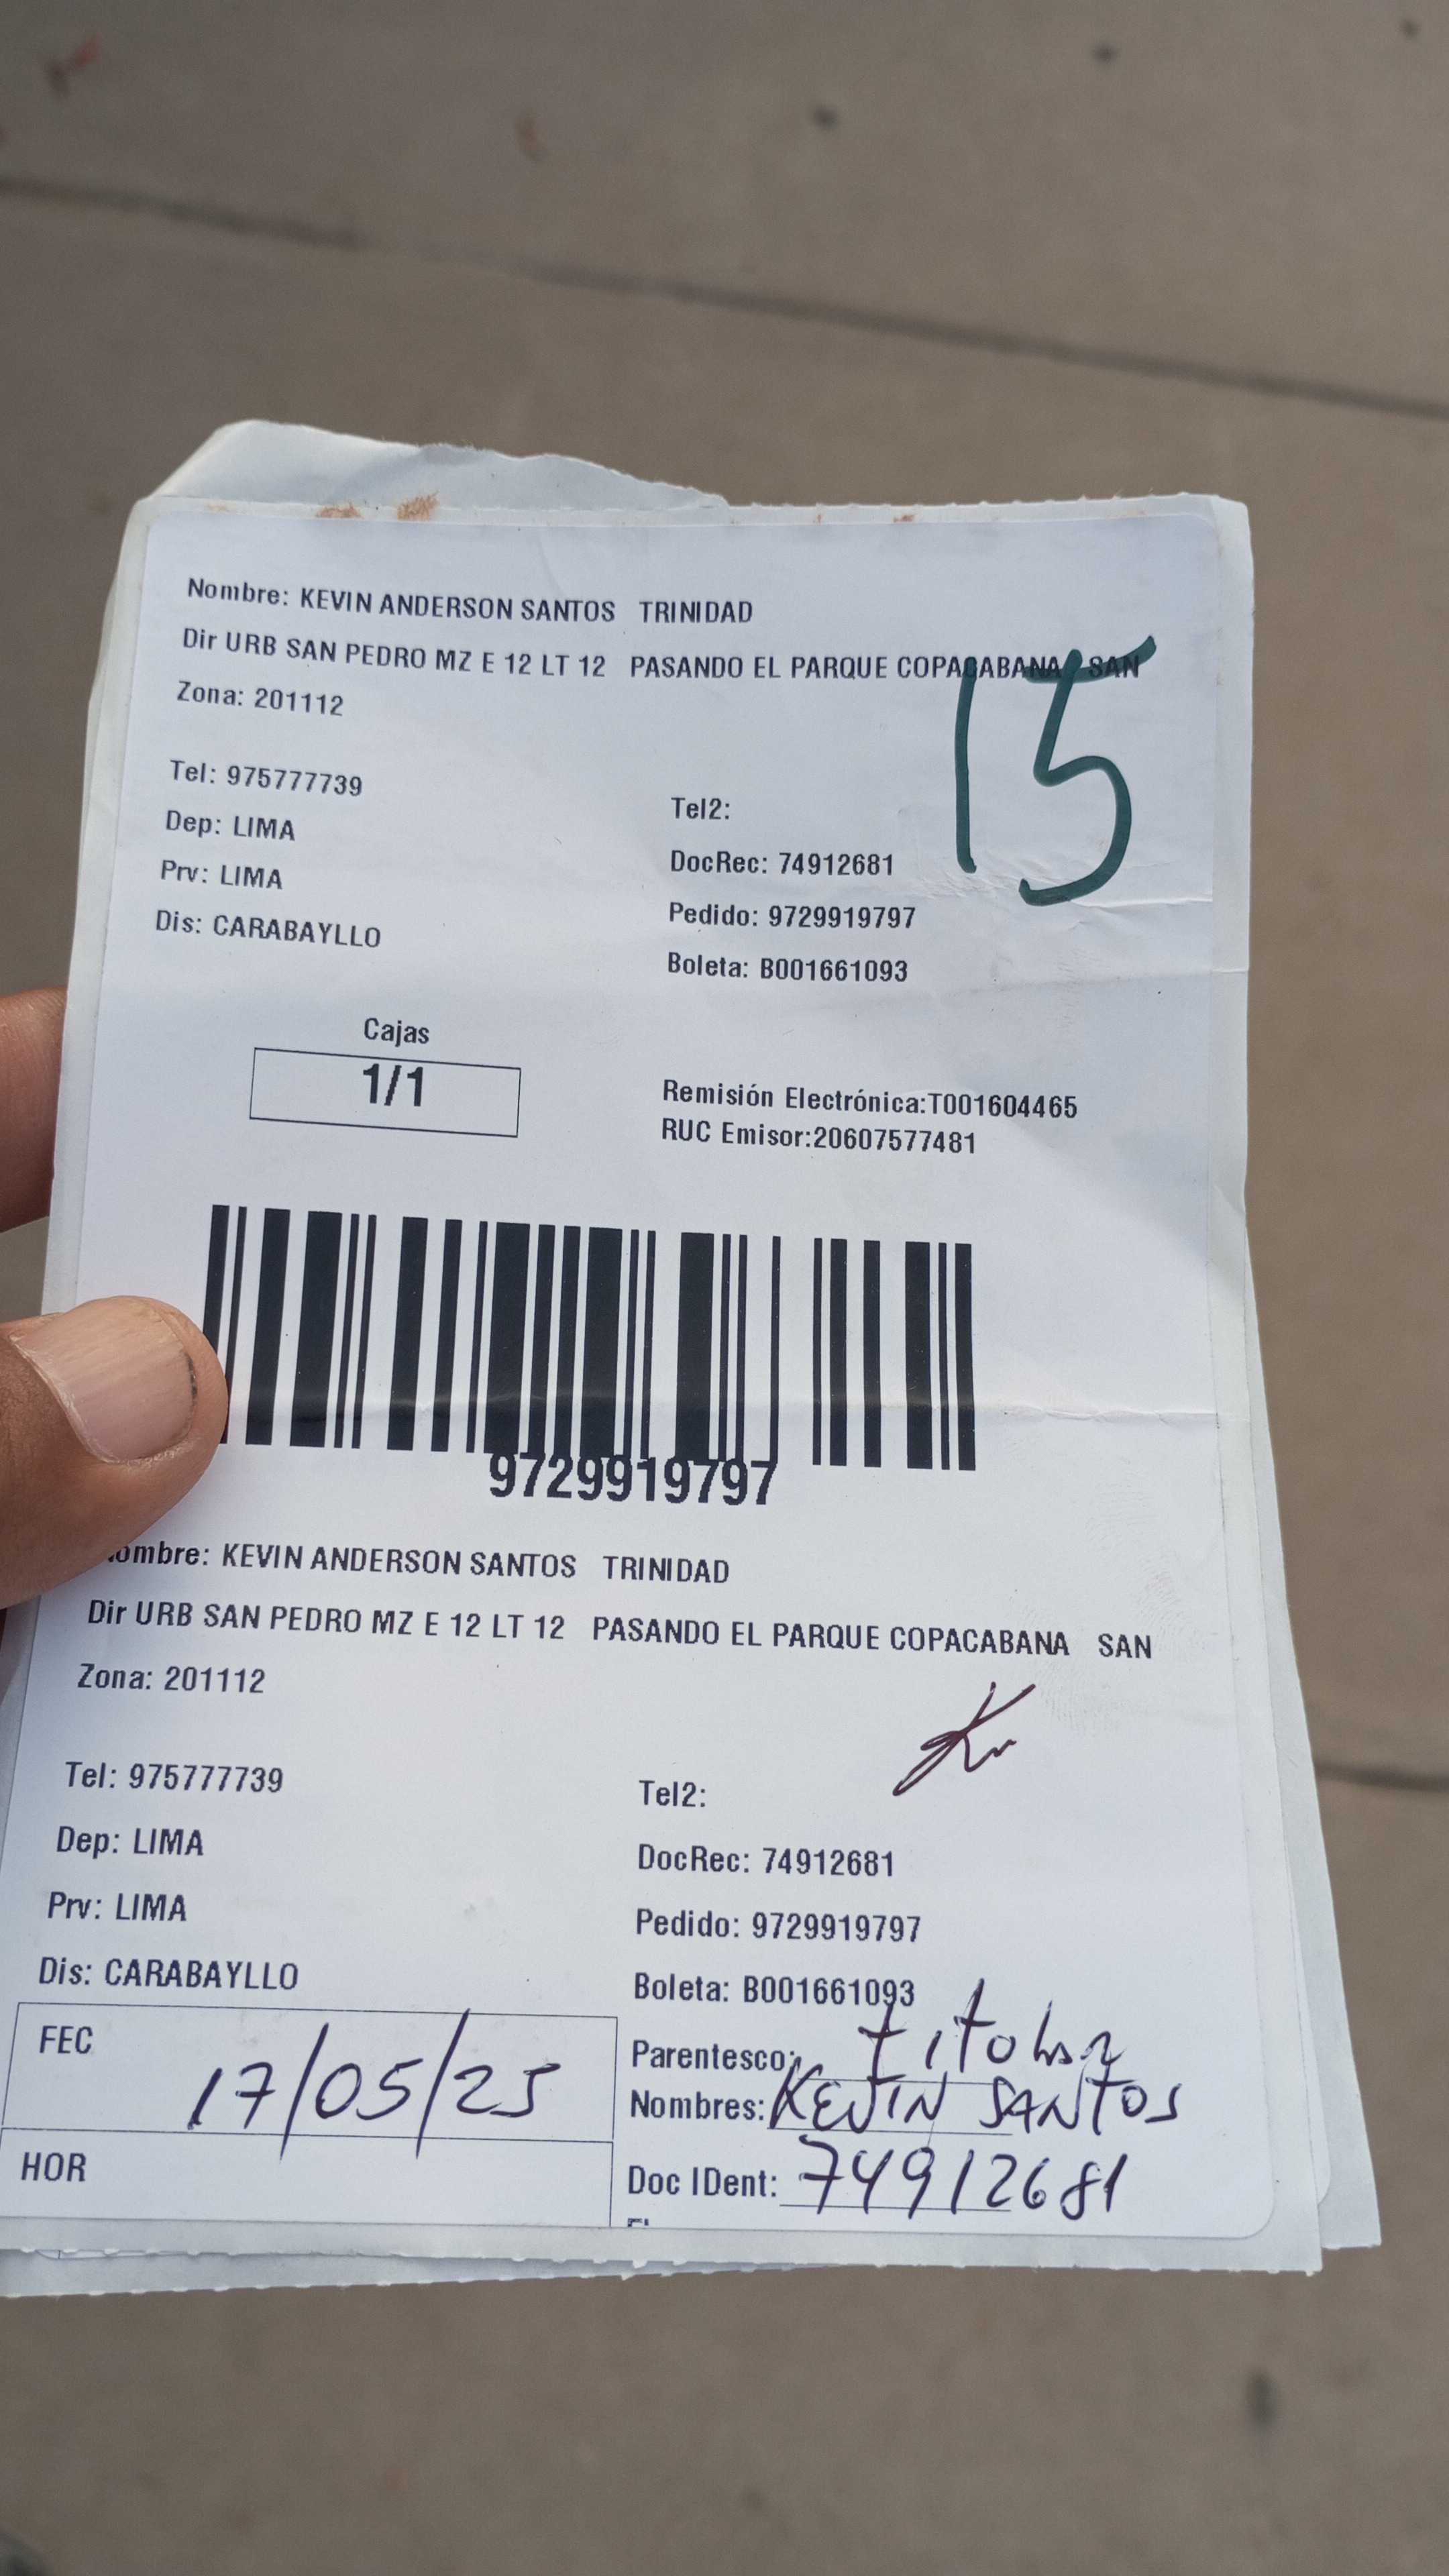 Nombre: KEVIN ANDERSON SANTOS TRINIDAD
Dir URB SAN PEDRO MZ E 12 LT 12 PASANDO EL PARQUE COPACABANA SAN
15
Zona: 201112
Tel: 975777739
Tel2:
Dep: LIMA
DocRec: 74912681
Prv: LIMA
Pedido: 9729919797
Dis: CARABAYLLO
Boleta: B001661093
Cajas
1/1
Remisión Electrónica:T001604465
RUC Emisor:20607577481
9729919797
ombre: KEVIN ANDERSON SANTOS TRINIDAD
Dir URB SAN PEDRO MZ E 12 LT 12 PASANDO EL PARQUE COPACABANA SAN
Zona: 201112
Tel: 975777739
Tel2:
Dep: LIMA
DocRec: 74912681
Prv: LIMA
Pedido: 9729919797
Dis: CARABAYLLO
Boleta: B001661093
FEC 17/05/25
Parentesco: titular
Nombres: KEVIN SANTOS
HOR
Doc IDent: 74912681